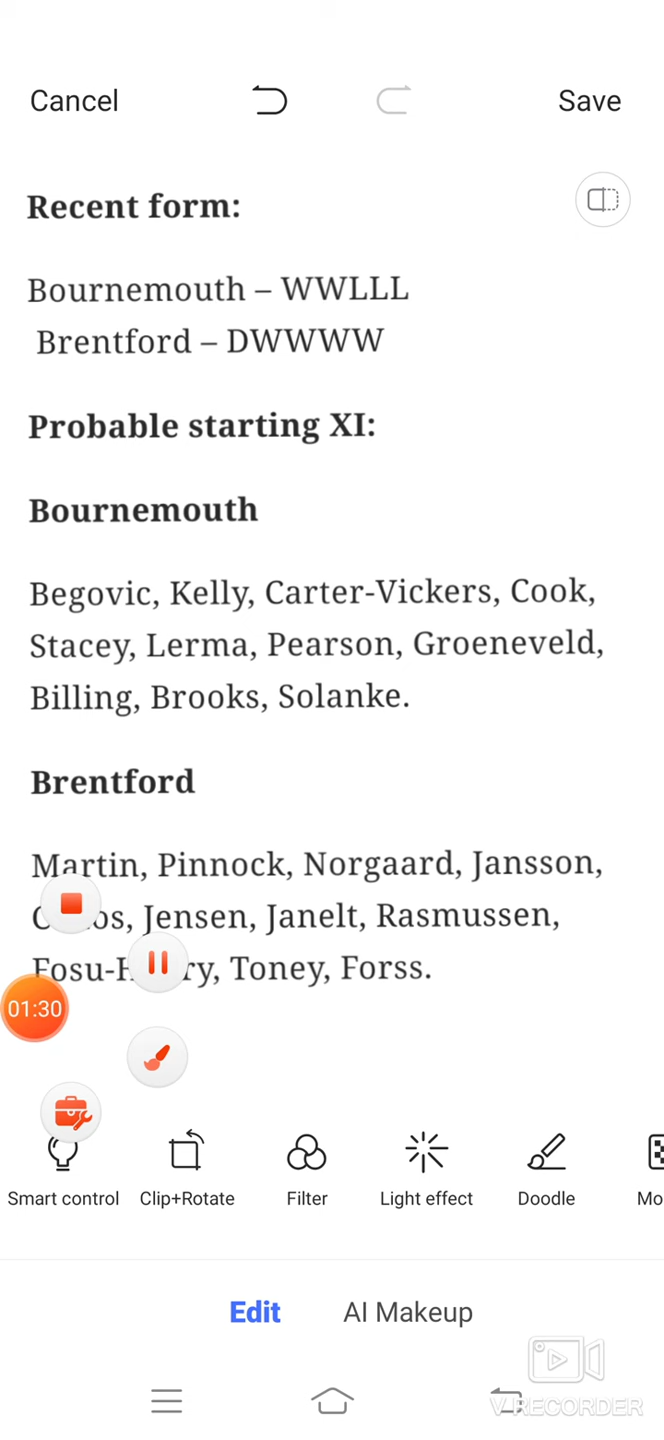 Cancel
Save
Recent form:
Bournemouth – WWLLL
Brentford – DWWWW
Probable starting XI:
Bournemouth
Begovic, Kelly, Carter-Vickers, Cook,
Stacey, Lerma, Pearson, Groeneveld,
Billing, Brooks, Solanke.
Brentford
Martin, Pinnock, Norgaard, Jansson,
Jensen, Janelt, Rasmussen,
Toney, Forss.
01:30
Smart control
Clip+Rotate
Filter
Light effect
Doodle
Edit
AI Makeup
V RECORDER